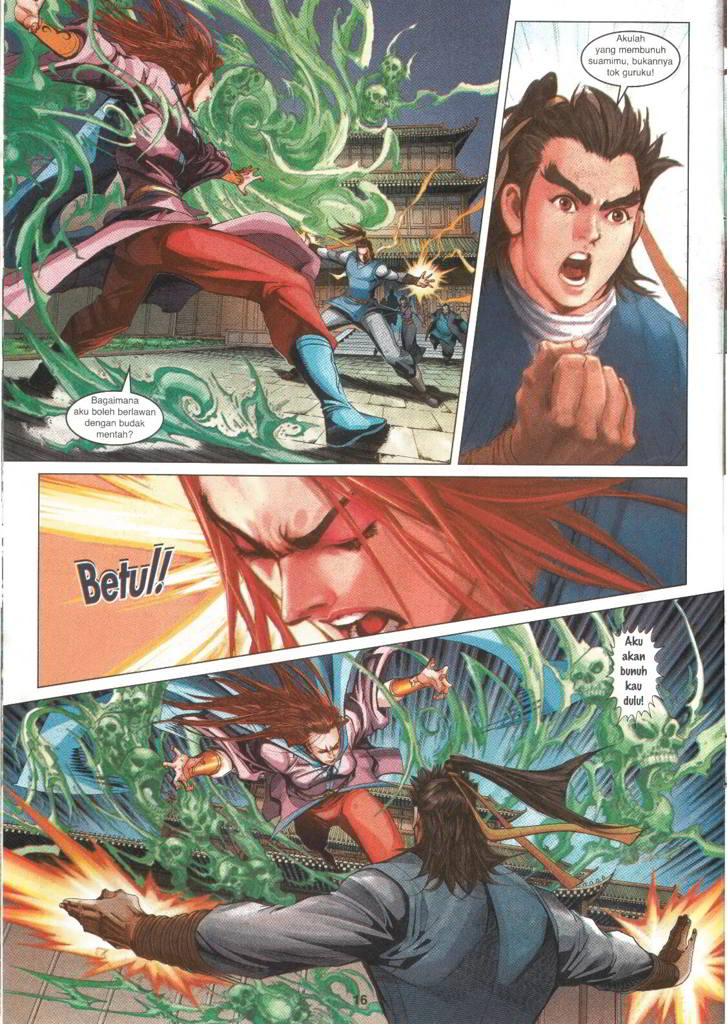 Bagaimana
aku boleh berlawan
dengan budak
mentah?
Akulah
yang membunuh
suamimu, bukannya
tok guruku!
Betul!
Aku
akan
bunuh
kau
dulu!
16